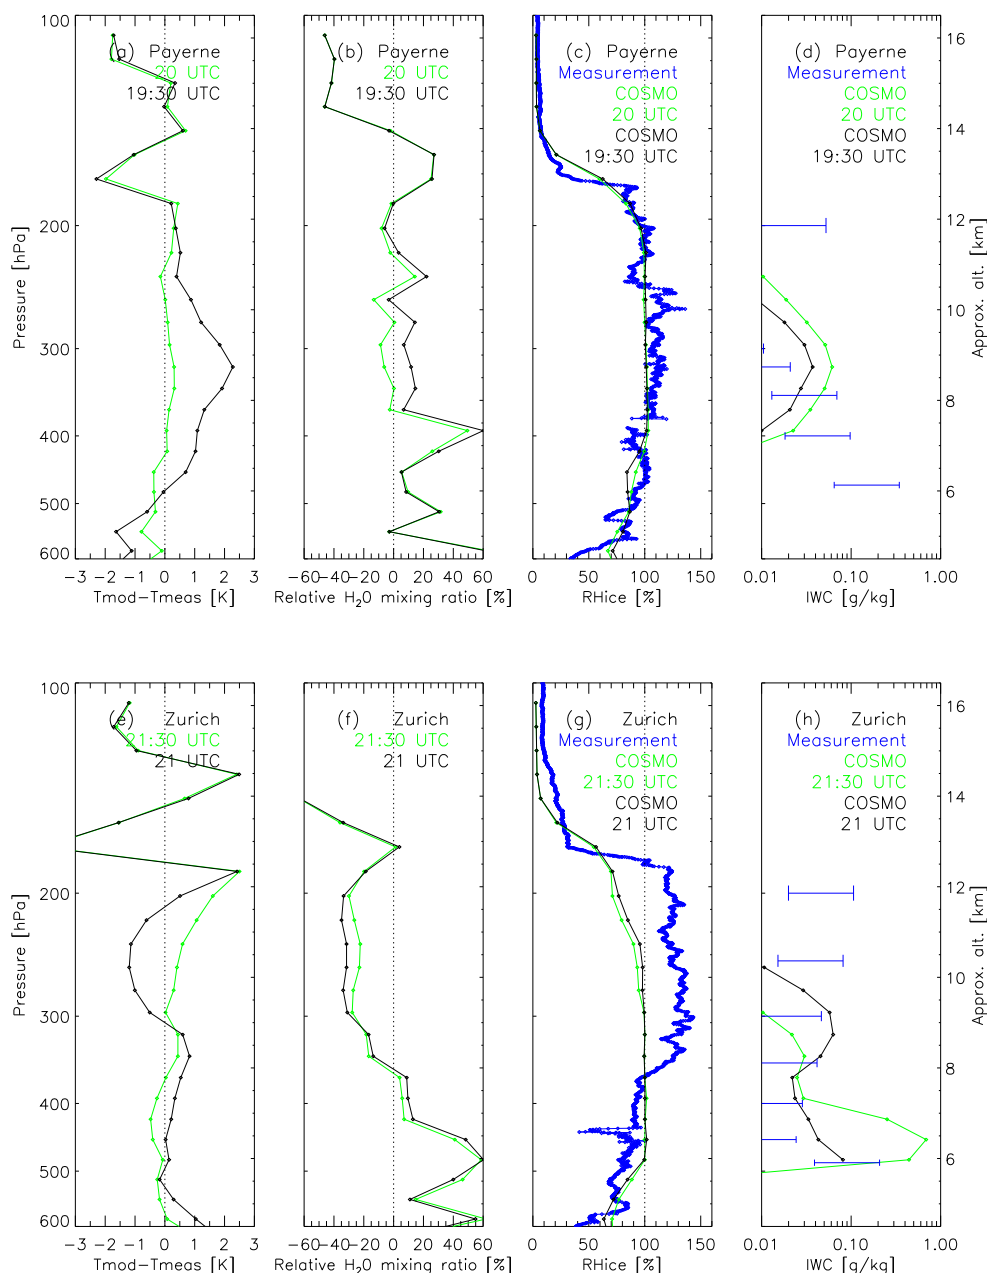 (a) Payerne
20 UTC
19:30 UTC
(b) Payerne
20 UTC
19:30 UTC
(c) Payerne
Measurement
COSMO
20 UTC
COSMO
19:30 UTC
(d) Payerne
Measurement
COSMO
20 UTC
COSMO
19:30 UTC
Pressure [hPa]
100
200
300
400
500
600
16
14
12
10
8
6
Approx. alt. [km]
−3 −2 −1 0 1 2 3
Tmod−Tmeas [K]
−60−40−20 0 20 40 60
Relative H₂O mixing ratio [%]
0 50 100 150
RHice [%]
0.01 0.10 1.00
IWC [g/kg]
(e) Zurich
21:30 UTC
21 UTC
(f) Zurich
21:30 UTC
21 UTC
(g) Zurich
Measurement
COSMO
21:30 UTC
COSMO
21 UTC
(h) Zurich
Measurement
COSMO
21:30 UTC
COSMO
21 UTC
Pressure [hPa]
100
200
300
400
500
600
16
14
12
10
8
6
Approx. alt. [km]
−3 −2 −1 0 1 2 3
Tmod−Tmeas [K]
−60−40−20 0 20 40 60
Relative H₂O mixing ratio [%]
0 50 100 150
RHice [%]
0.01 0.10 1.00
IWC [g/kg]